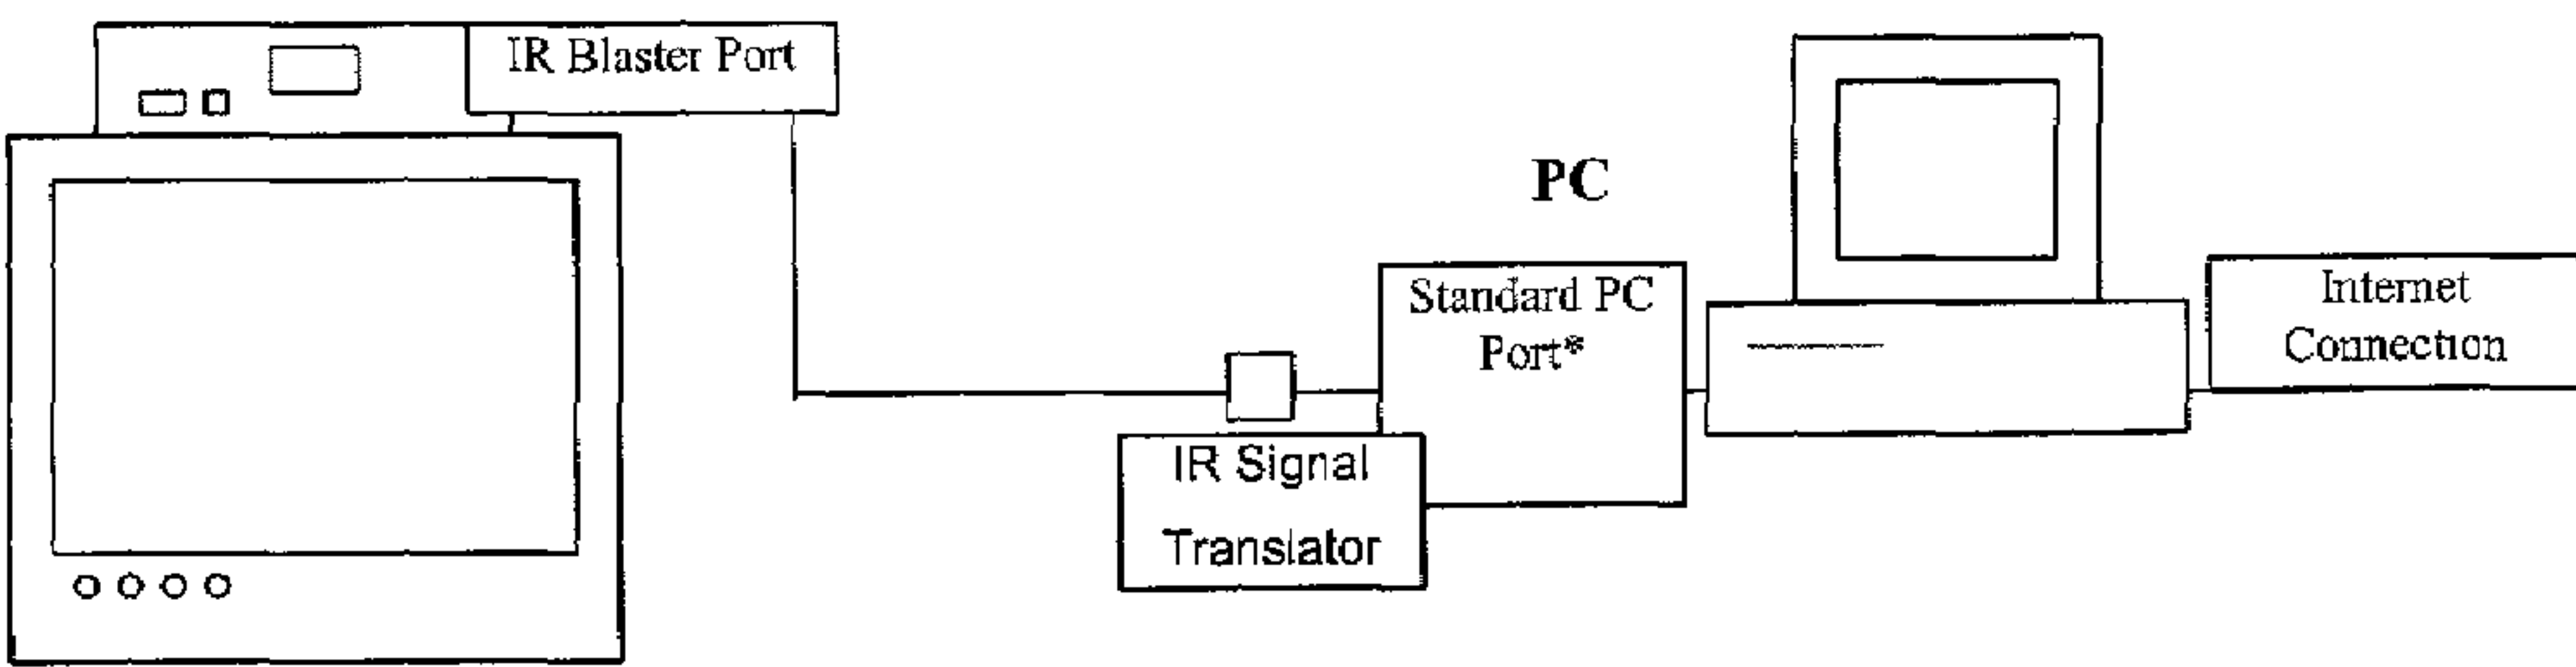 IR Blaster Port
PC
Standard PC
Port*
Internet
Connection
IR Signal
Translator